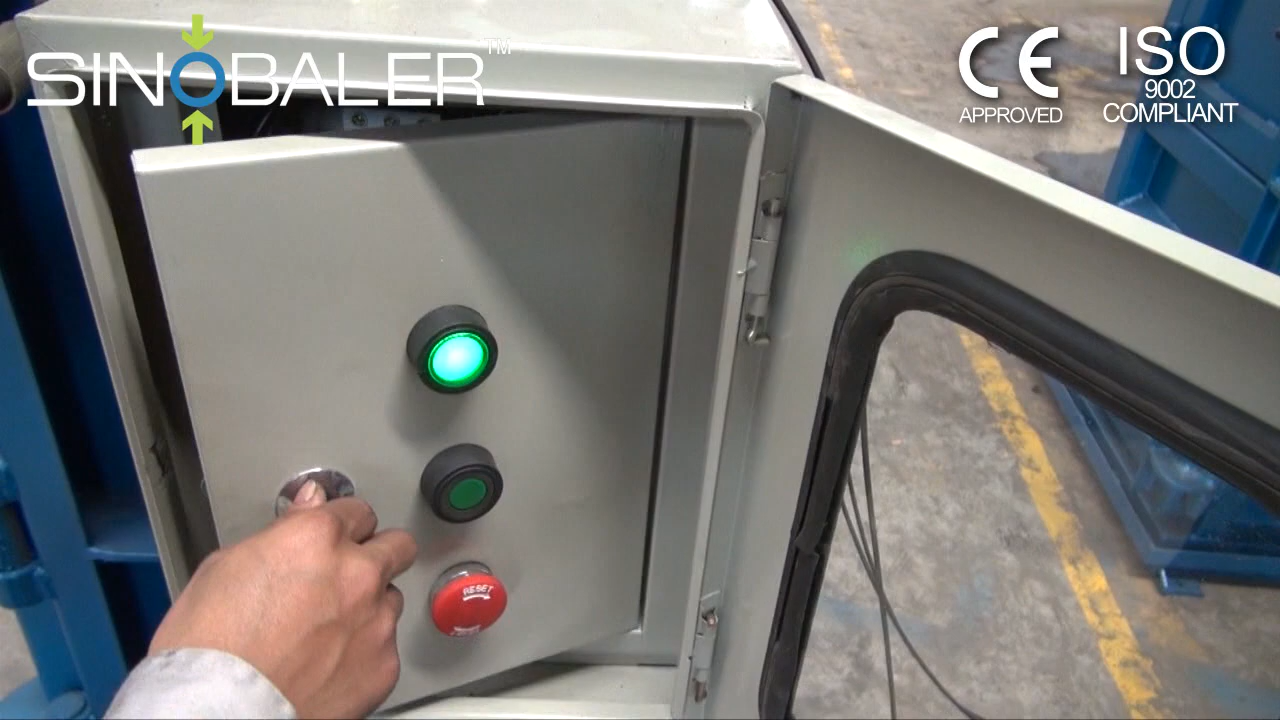 SINOBALER™
CE
APPROVED
ISO
9002
COMPLIANT
RESET